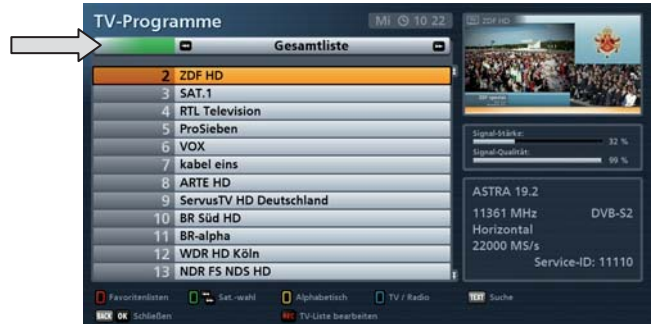 TV-Programme
Mi 10 22
ZDF HD
Gesamtliste
2 ZDF HD
3 SAT.1
4 RTL Television
5 ProSieben
6 VOX
7 kabel eins
8 ARTE HD
9 ServusTV HD Deutschland
10 BR Süd HD
11 BR-alpha
12 WDR HD Köln
13 NDR FS NDS HD
Signal-Stärke:
32 %
Signal-Qualität:
99 %
ASTRA 19.2
11361 MHz DVB-S2
Horizontal
22000 MS/s
Service-ID: 11110
Favoritenlisten Sat.-wahl Alphabetisch TV / Radio TEXT Suche
BACK OK Schließen REC TV-Liste bearbeiten